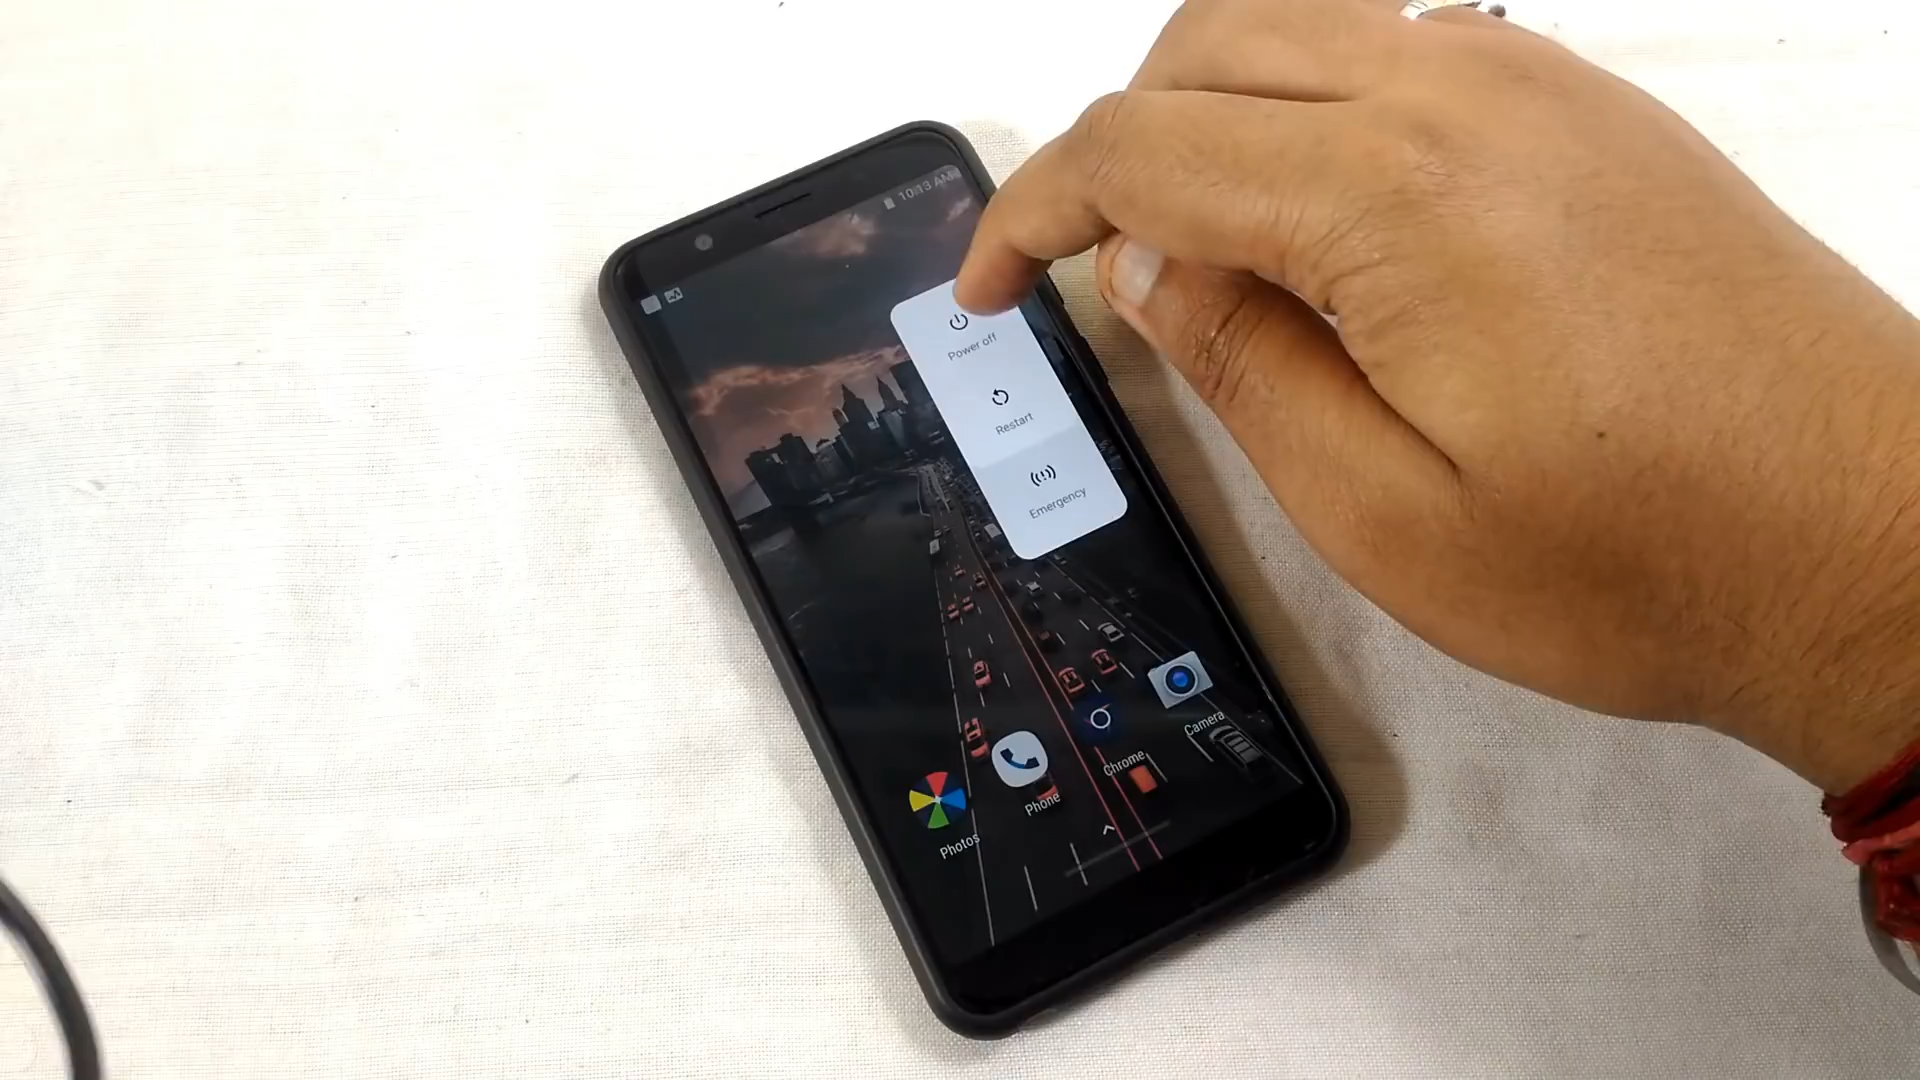 10:13 AM
Power off
Restart
Emergency
Photos
Phone
Chrome
Camera